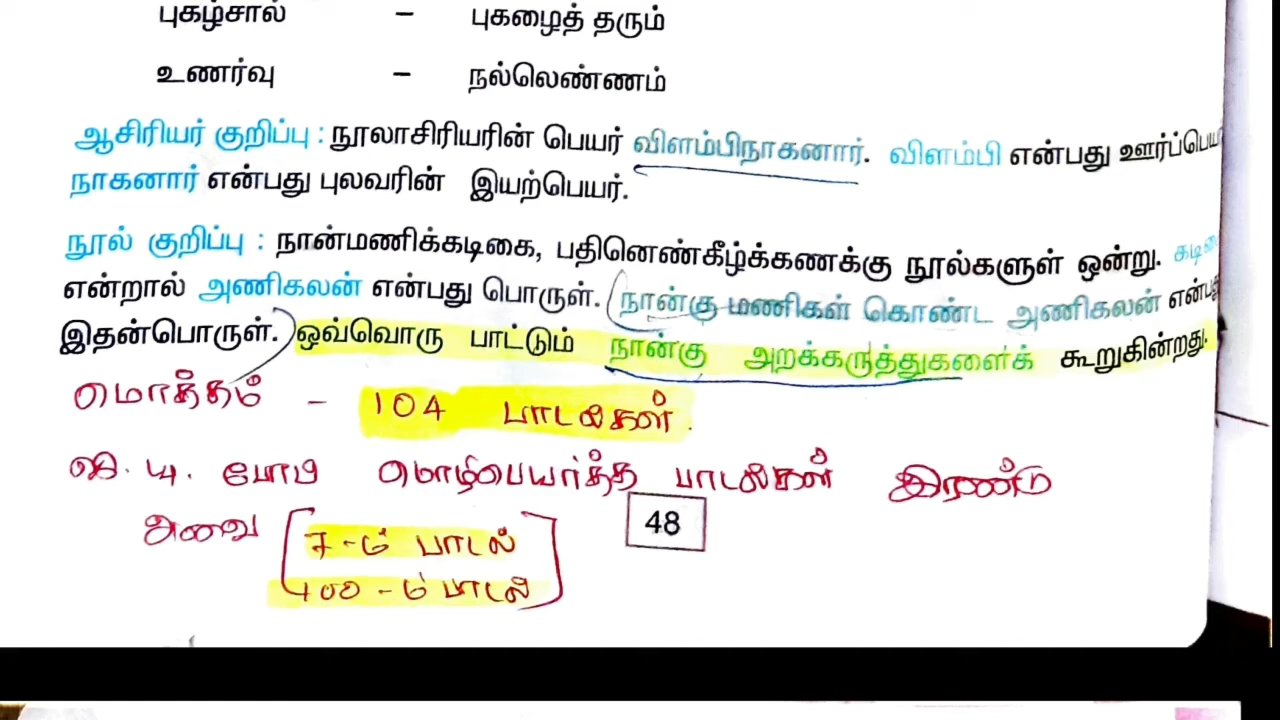 புகழ்சால் – புகழைத் தரும்
உணர்வு – நல்லெண்ணம்
ஆசிரியர் குறிப்பு : நூலாசிரியரின் பெயர் விளம்பிநாகனார். விளம்பி என்பது ஊர்ப்பெய
நாகனார் என்பது புலவரின் இயற்பெயர்.
நூல் குறிப்பு : நான்மணிக்கடிகை, பதினெண்கீழ்க்கணக்கு நூல்களுள் ஒன்று. கடிகை
என்றால் அணிகலன் என்பது பொருள். நான்கு மணிகள் கொண்ட அணிகலன் என்பது
இதன்பொருள். ஒவ்வொரு பாட்டும் நான்கு அறக்கருத்துகளைக் கூறுகின்றது.
மொத்தம் – 104 பாடல்கள்.
ஜி. யு. போப் மொழிபெயர்த்த பாடல்கள் இரண்டு
48
அவை 7-ம் பாடல்
100 - ம் பாடல்